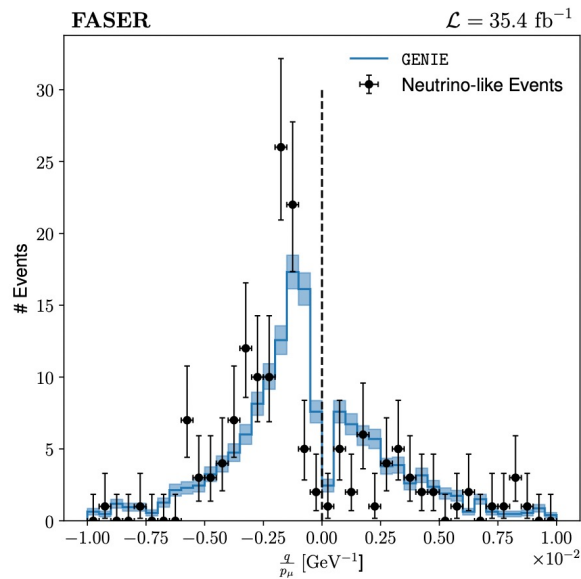 FASER
ℒ = 35.4 fb⁻¹
GENIE
Neutrino-like Events
# Events
30
25
20
15
10
5
0
−1.00 −0.75 −0.50 −0.25 0.00 0.25 0.50 0.75 1.00
×10⁻²
q/pμ [GeV⁻¹]